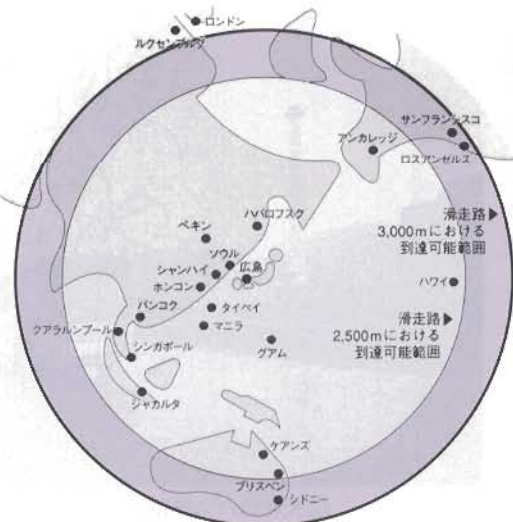 ロンドン
ルクセンブルク
サンフランシスコ
アンカレッジ
ロスアンゼルス
ハバロフスク
滑走路▶
3,000mにおける
到達可能範囲
ペキン
ソウル
シャンハイ
広島
ホンコン
ハワイ
バンコク
タイペイ
滑走路▶
2,500mにおける
到達可能範囲
クアラルンプール
マニラ
シンガポール
グアム
ジャカルタ
ケアンズ
ブリスベン
シドニー